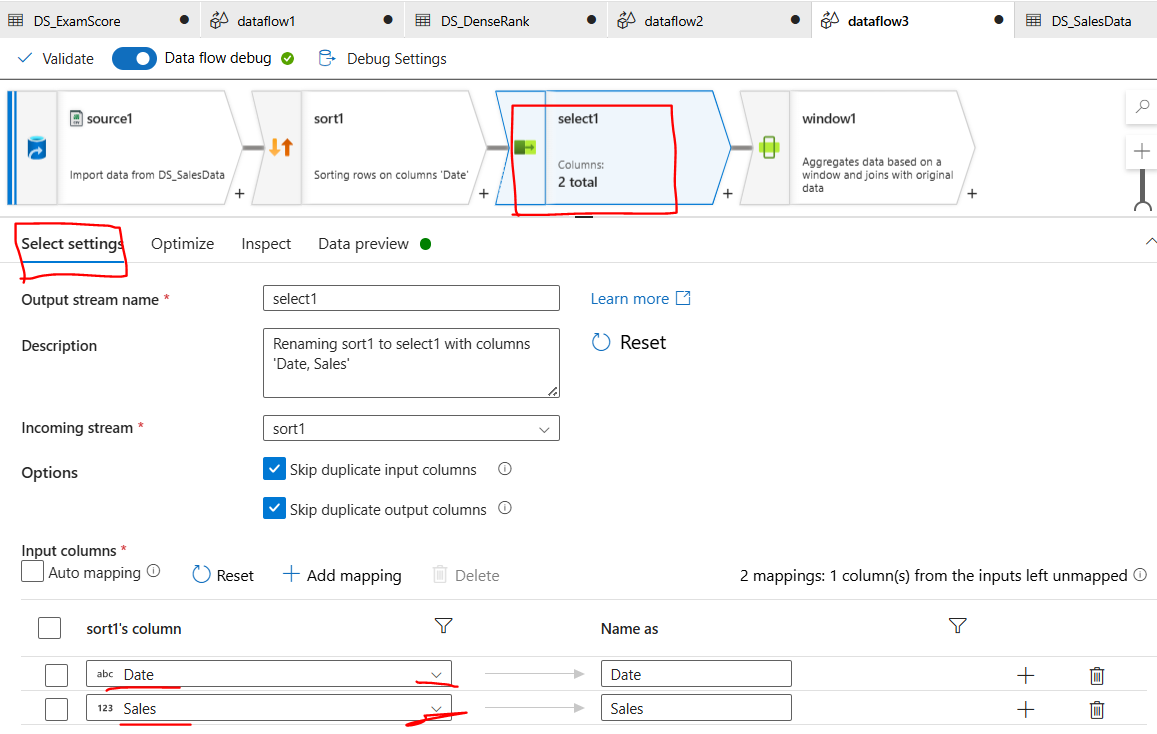 DS_ExamScore dataflow1 DS_DenseRank dataflow2 dataflow3 DS_SalesData
Validate Data flow debug Debug Settings
source1 sort1 select1 window1
Columns:
2 total
Import data from DS_SalesData
Sorting rows on columns 'Date'
Aggregates data based on a
window and joins with original
data
Select settings Optimize Inspect Data preview
Output stream name * select1 Learn more
Description Renaming sort1 to select1 with columns
'Date, Sales'
Reset
Incoming stream * sort1
Options Skip duplicate input columns
Skip duplicate output columns
Input columns *
Auto mapping Reset Add mapping Delete 2 mappings: 1 column(s) from the inputs left unmapped
sort1's column Name as
abc Date Date
123 Sales Sales